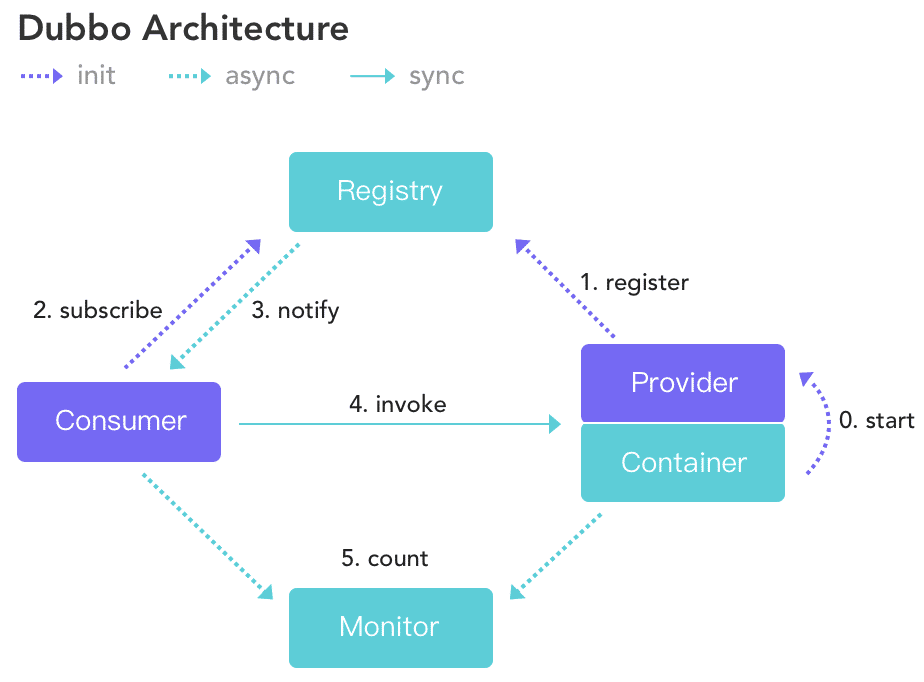 Dubbo Architecture
init async sync
Registry
1. register
2. subscribe 3. notify
Provider
4. invoke
Consumer 0. start
Container
5. count
Monitor